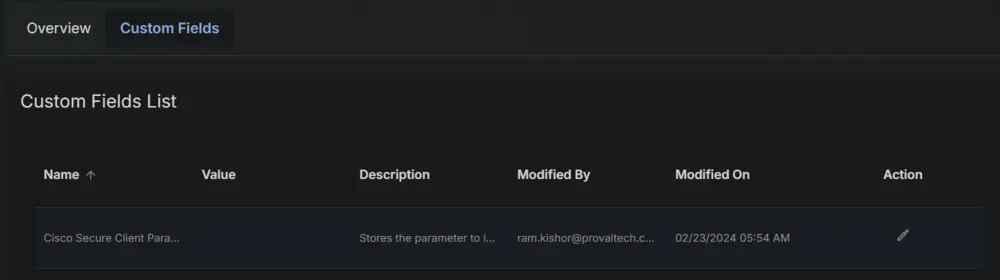 Overview Custom Fields
Custom Fields List
Name ↑ Value Description Modified By Modified On Action
Cisco Secure Client Para... Stores the parameter to i... ram.kishor@provaltech.c... 02/23/2024 05:54 AM